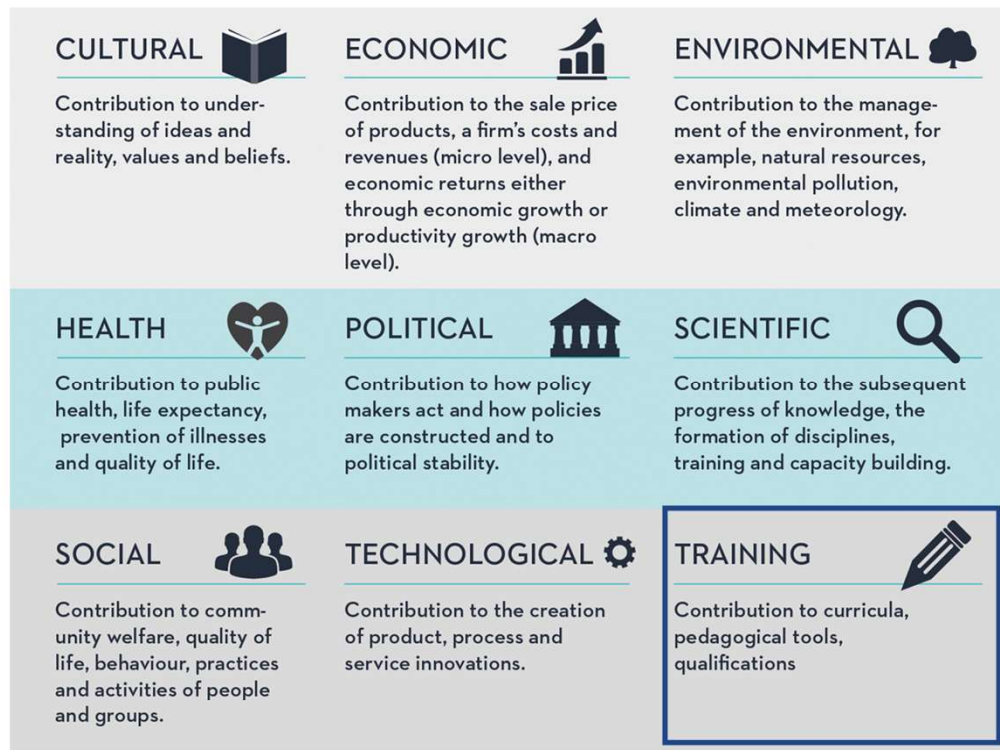 CULTURAL
Contribution to under-
standing of ideas and
reality, values and beliefs.
ECONOMIC
Contribution to the sale price
of products, a firm's costs and
revenues (micro level), and
economic returns either
through economic growth or
productivity growth (macro
level).
ENVIRONMENTAL
Contribution to the manage-
ment of the environment, for
example, natural resources,
environmental pollution,
climate and meteorology.
HEALTH
Contribution to public
health, life expectancy,
prevention of illnesses
and quality of life.
POLITICAL
Contribution to how policy
makers act and how policies
are constructed and to
political stability.
SCIENTIFIC
Contribution to the subsequent
progress of knowledge, the
formation of disciplines,
training and capacity building.
SOCIAL
Contribution to comm-
unity welfare, quality of
life, behaviour, practices
and activities of people
and groups.
TECHNOLOGICAL
Contribution to the creation
of product, process and
service innovations.
TRAINING
Contribution to curricula,
pedagogical tools,
qualifications